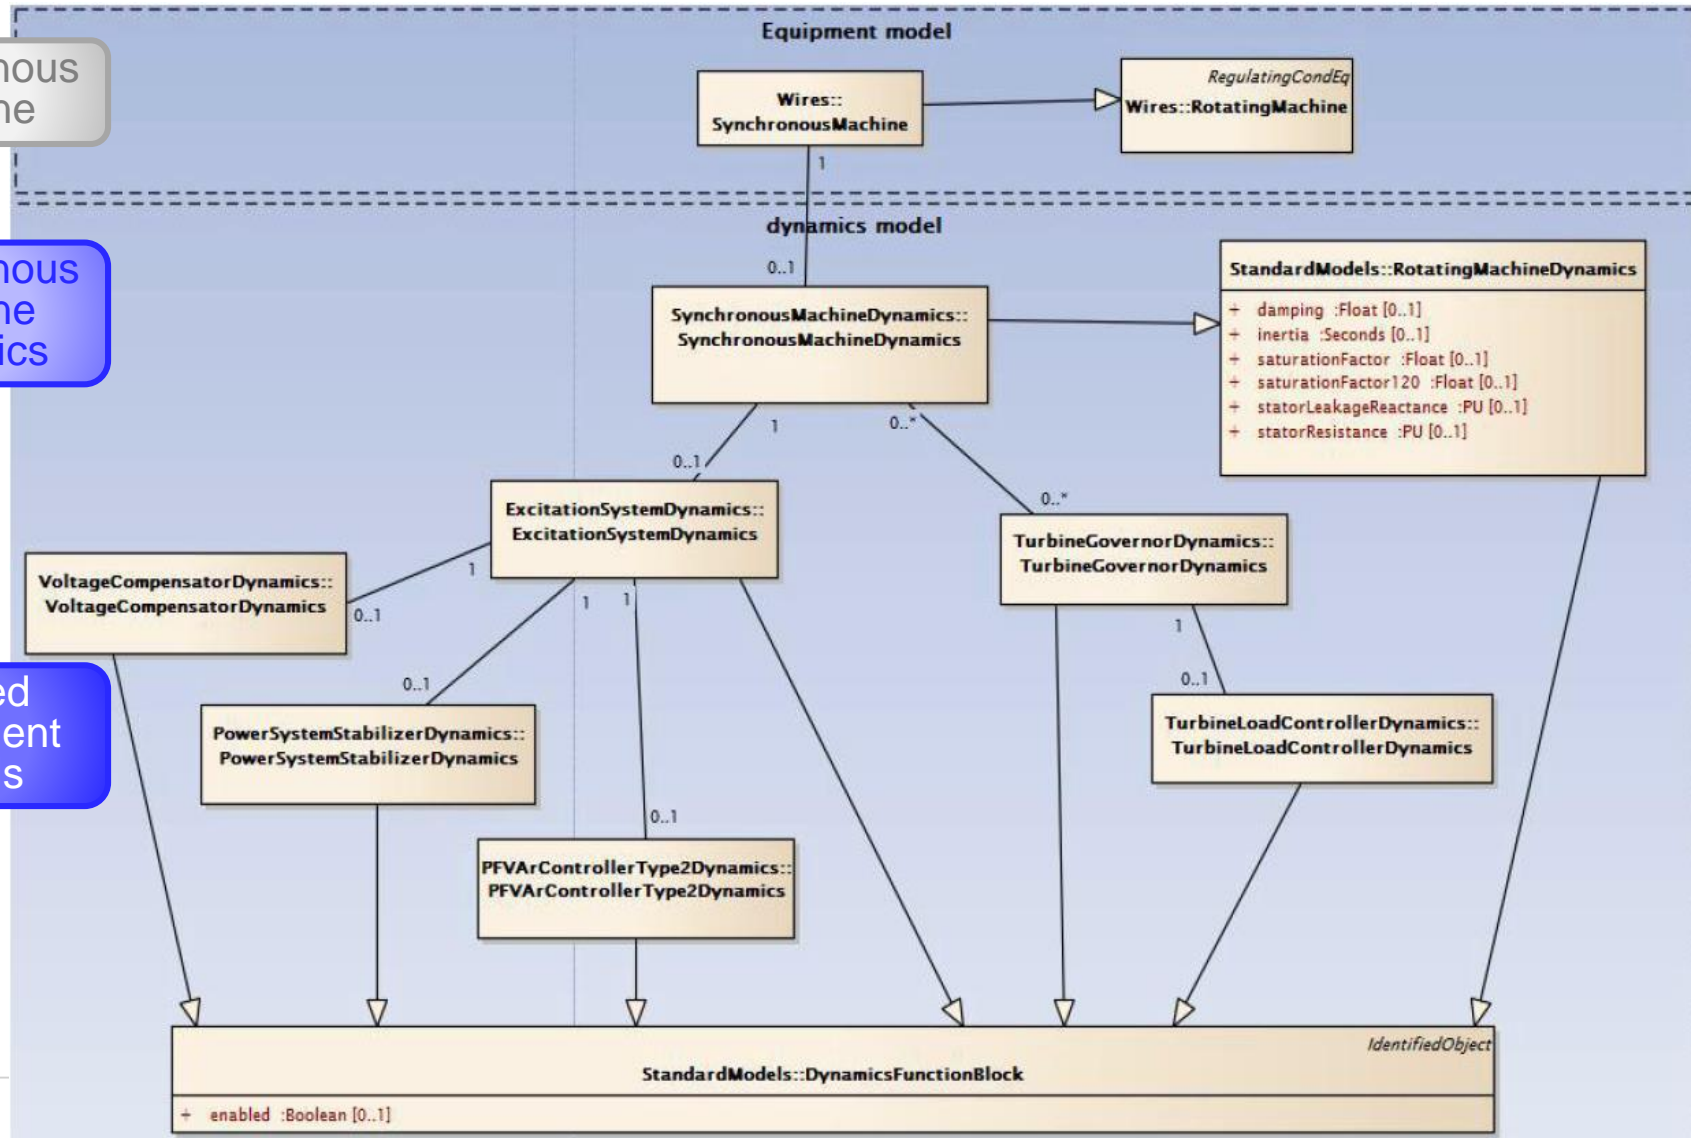 Equipment model
nous
ne
Wires::
SynchronousMachine
RegulatingCondEq
Wires::RotatingMachine
1
dynamics model
0..1
nous
ne
ics
SynchronousMachineDynamics::
SynchronousMachineDynamics
StandardModels::RotatingMachineDynamics
+ damping :Float [0..1]
+ inertia :Seconds [0..1]
+ saturationFactor :Float [0..1]
+ saturationFactor120 :Float [0..1]
+ statorLeakageReactance :PU [0..1]
+ statorResistance :PU [0..1]
1
0..*
0..1
0..*
ExcitationSystemDynamics::
ExcitationSystemDynamics
TurbineGovernorDynamics::
TurbineGovernorDynamics
VoltageCompensatorDynamics::
VoltageCompensatorDynamics
1
0..1
1
1
1
0..1
0..1
ed
ent
s
PowerSystemStabilizerDynamics::
PowerSystemStabilizerDynamics
TurbineLoadControllerDynamics::
TurbineLoadControllerDynamics
0..1
PFVArControllerType2Dynamics::
PFVArControllerType2Dynamics
IdentifiedObject
StandardModels::DynamicsFunctionBlock
+ enabled :Boolean [0..1]